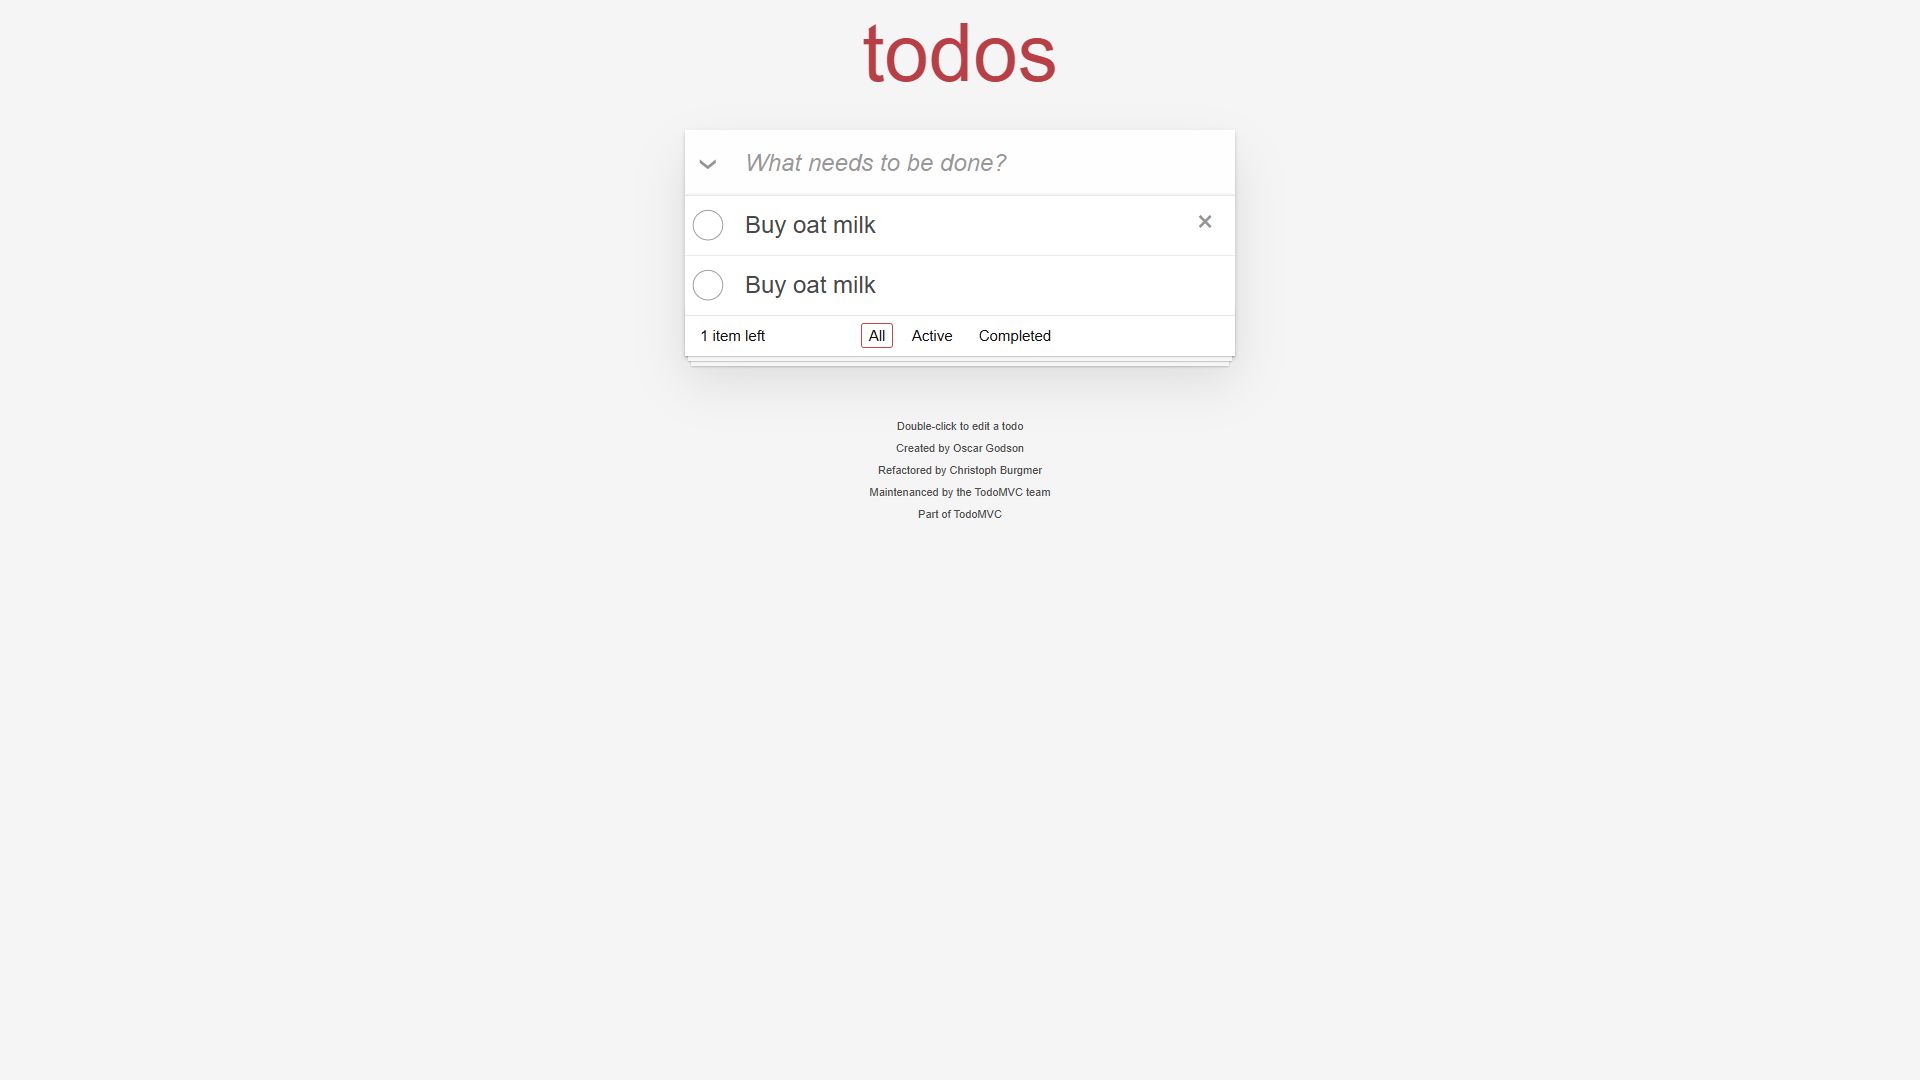 todos
What needs to be done?
Buy oat milk
Buy oat milk
1 item left All Active Completed
Double-click to edit a todo
Created by Oscar Godson
Refactored by Christoph Burgmer
Maintenanced by the TodoMVC team
Part of TodoMVC